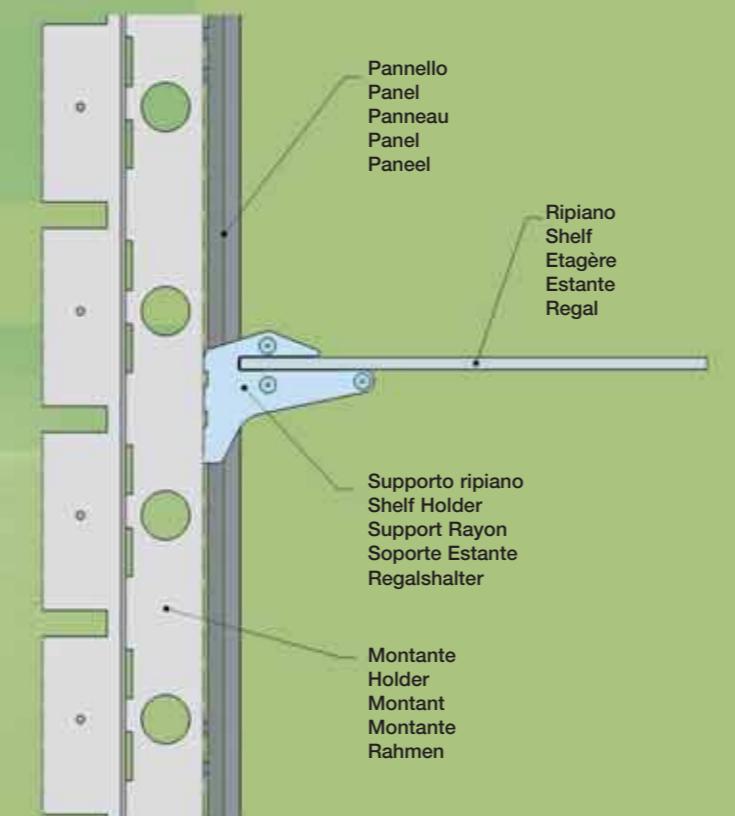 Pannello
Panel
Panneau
Panel
Paneel
Ripiano
Shelf
Etagère
Estante
Regal
Supporto ripiano
Shelf Holder
Support Rayon
Soporte Estante
Regalshalter
Montante
Holder
Montant
Montante
Rahmen